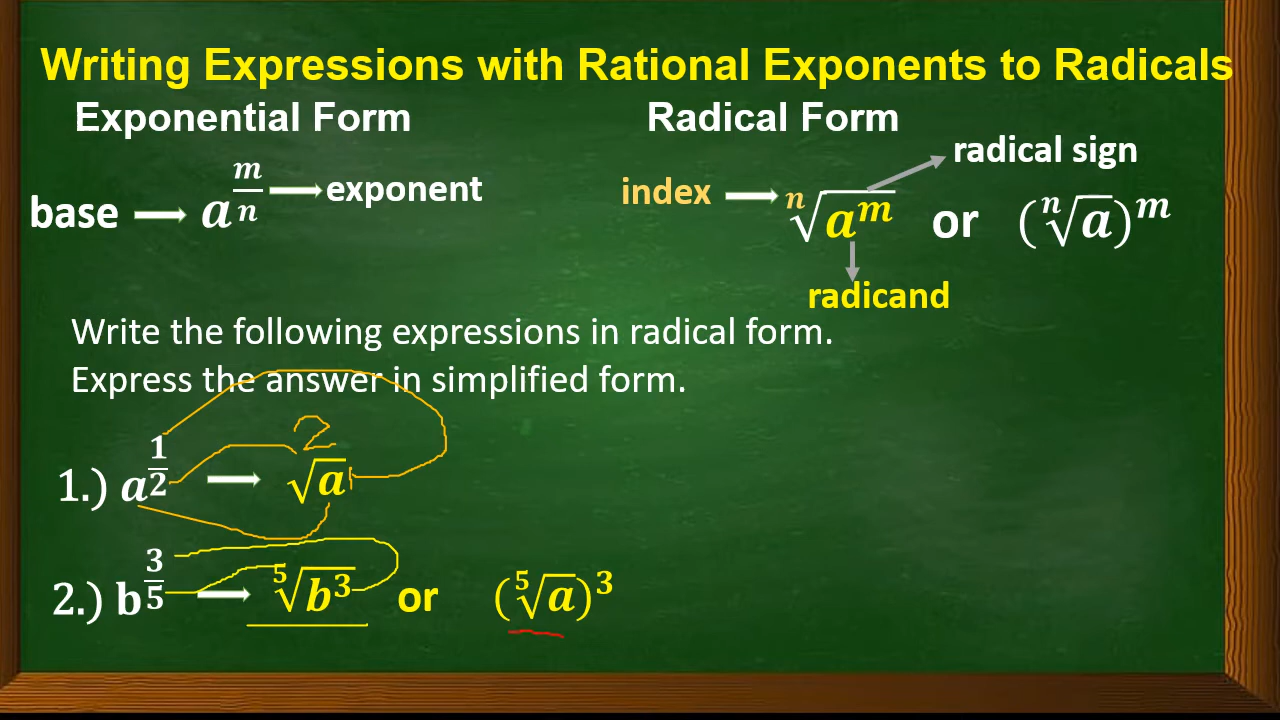 Writing Expressions with Rational Exponents to Radicals
Exponential Form
Radical Form
radical sign
base → a^(m/n) → exponent
index → ⁿ√(aᵐ) or (ⁿ√a)ᵐ
radicand
Write the following expressions in radical form.
Express the answer in simplified form.
2
1.) a^(1/2) → √a
2.) b^(3/5) → ⁵√(b³) or (⁵√a)³